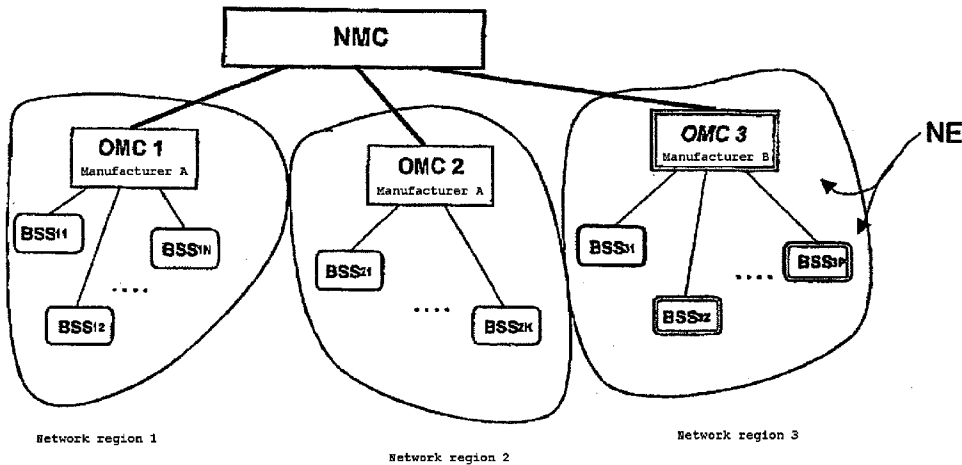 NMC
OMC 1
Manufacturer A
BSS11
BSS1N
....
BSS12
OMC 2
Manufacturer A
BSS21
....
BSS2K
OMC 3
Manufacturer B
NE
BSS31
BSS3P
....
BSS32
Network region 1
Network region 2
Network region 3